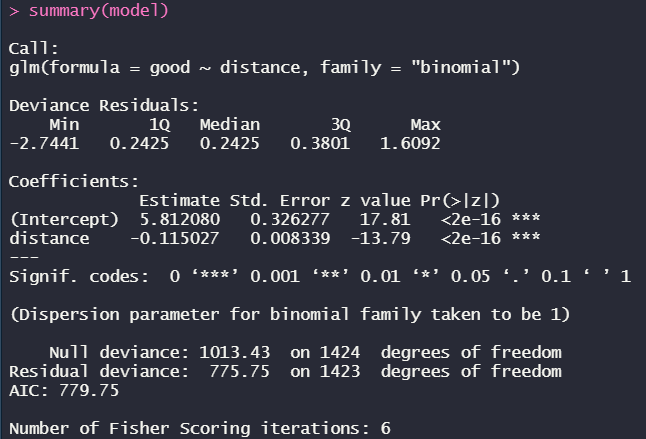 > summary(model)
Call:
glm(formula = good ~ distance, family = "binomial")
Deviance Residuals:
Min 1Q Median 3Q Max
-2.7441 0.2425 0.2425 0.3801 1.6092
Coefficients:
Estimate Std. Error z value Pr(>|z|)
(Intercept) 5.812080 0.326277 17.81 <2e-16 ***
distance -0.115027 0.008339 -13.79 <2e-16 ***
---
Signif. codes: 0 ‘***’ 0.001 ‘**’ 0.01 ‘*’ 0.05 ‘.’ 0.1 ‘ ’ 1
(Dispersion parameter for binomial family taken to be 1)
Null deviance: 1013.43 on 1424 degrees of freedom
Residual deviance: 775.75 on 1423 degrees of freedom
AIC: 779.75
Number of Fisher Scoring iterations: 6